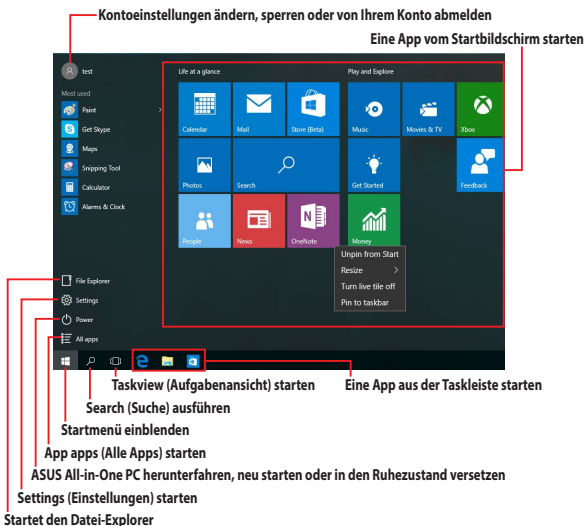 Kontoeinstellungen ändern, sperren oder von Ihrem Konto abmelden
Eine App vom Startbildschirm starten
test
Most used
Paint
Get Skype
Maps
Snipping Tool
Calculator
Alarms & Clock
File Explorer
Settings
Power
All apps
Life at a glance
Play and Explore
Calendar
Mail
Store (Beta)
Music
Movies & TV
Xbox
Photos
Search
Get Started
Feedback
People
News
OneNote
Money
Unpin from Start
Resize
Turn live tile off
Pin to taskbar
Taskview (Aufgabenansicht) starten
Eine App aus der Taskleiste starten
Search (Suche) ausführen
Startmenü einblenden
App apps (Alle Apps) starten
ASUS All-in-One PC herunterfahren, neu starten oder in den Ruhezustand versetzen
Settings (Einstellungen) starten
Startet den Datei-Explorer